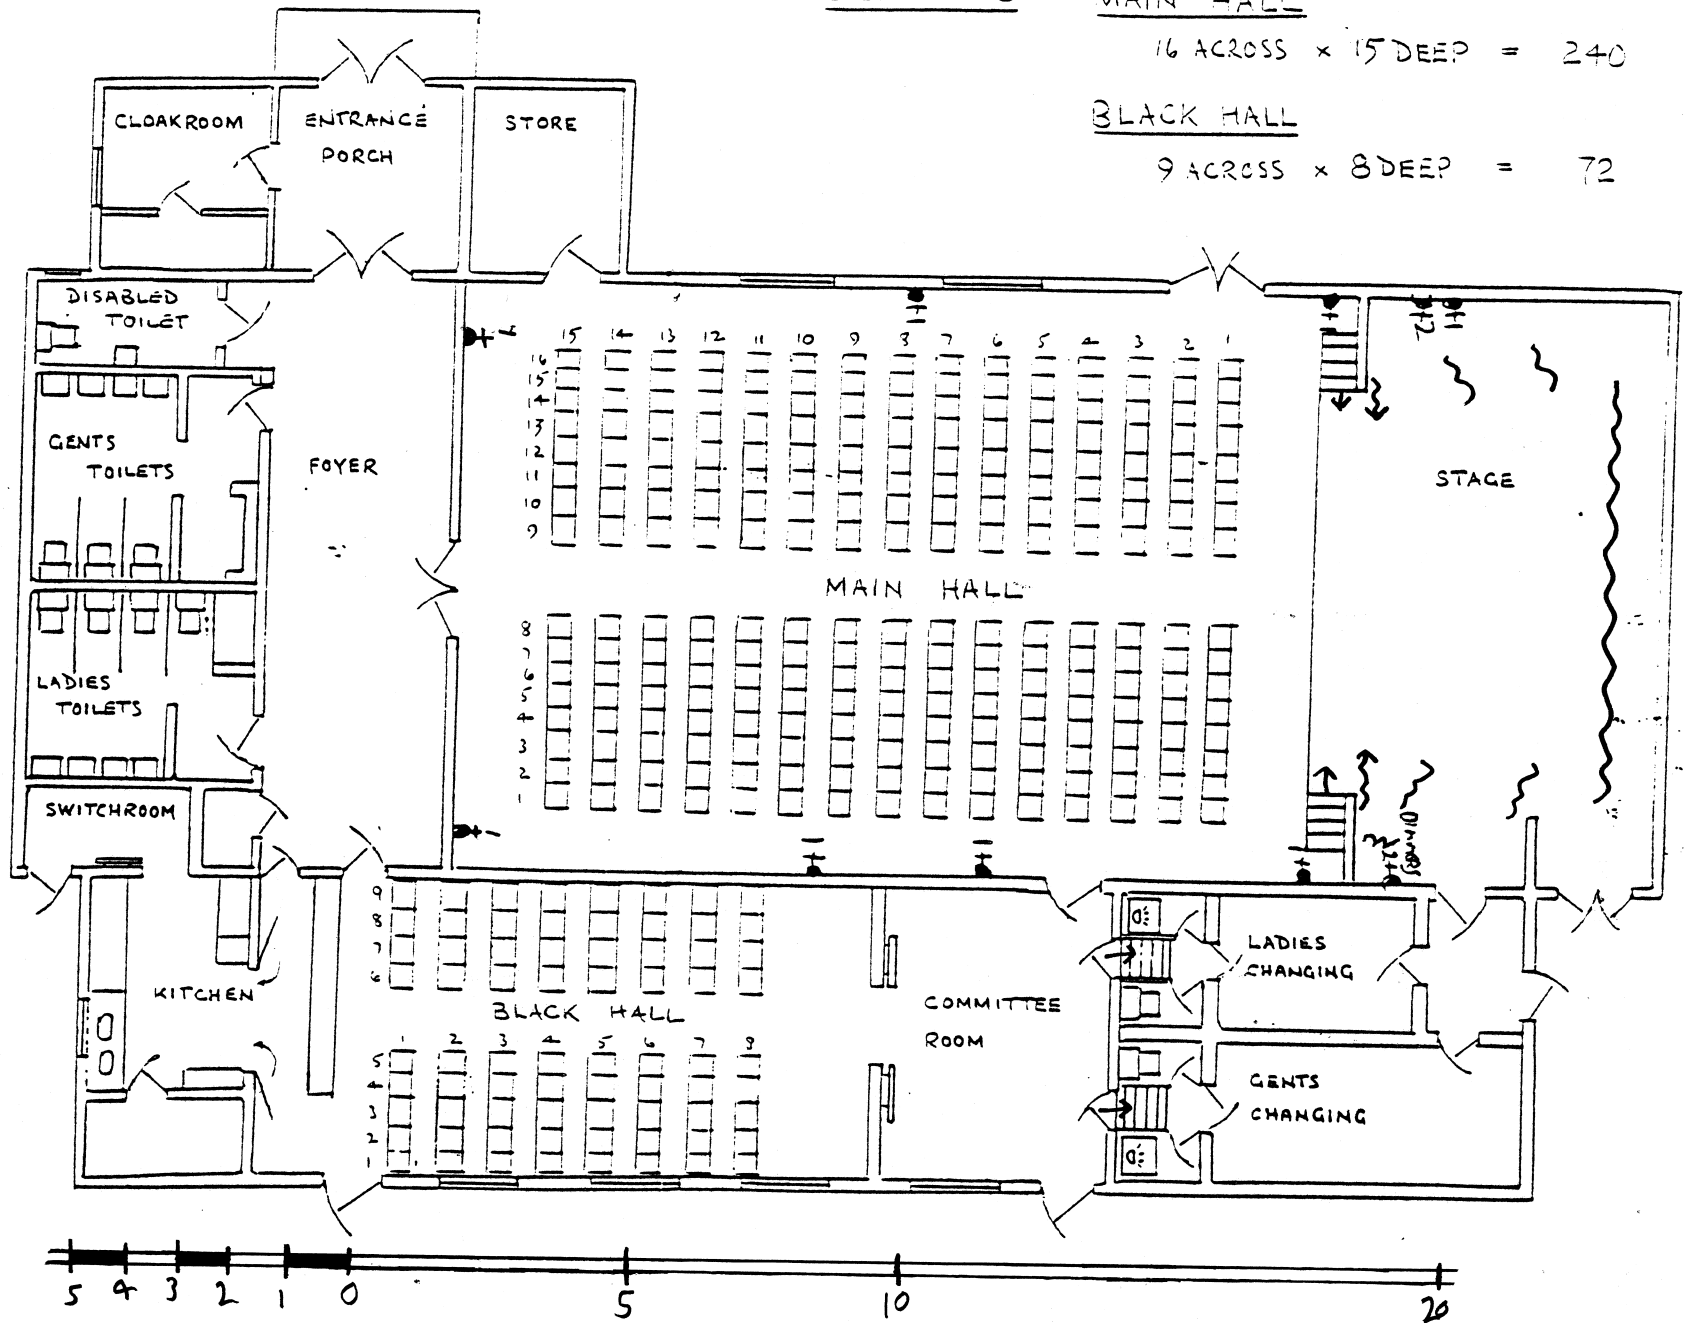 MAIN HALL
16 ACROSS x 15 DEEP = 240
BLACK HALL
9 ACROSS x 8 DEEP = 72
CLOAKROOM
ENTRANCE
PORCH
STORE
DISABLED
TOILET
15 14 13 12 11 10 9 8 7 6 5 4 3 2 1
16
15
14
13
12
11
10
9
GENTS
TOILETS
FOYER
STAGE
MAIN HALL
8
7
6
5
4
3
2
1
LADIES
TOILETS
SWITCHROOM
DIMMERS
9
8
7
6
KITCHEN
BLACK HALL
1 2 3 4 5 6 7 8
5
4
3
2
1
COMMITTEE
ROOM
LADIES
CHANGING
GENTS
CHANGING
5 4 3 2 1 0 5 10 20